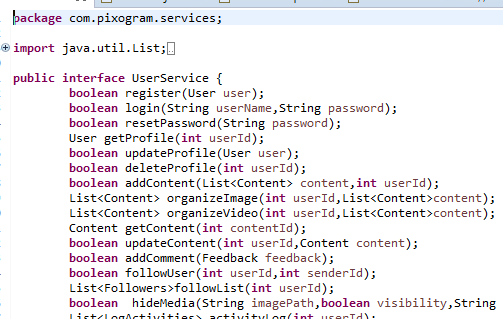 package com.pixogram.services;
import java.util.List;
public interface UserService {
boolean register(User user);
boolean login(String userName,String password);
boolean resetPassword(String password);
User getProfile(int userId);
boolean updateProfile(User user);
boolean deleteProfile(int userId);
boolean addContent(List<Content> content,int userId);
List<Content> organizeImage(int userId,List<Content>content);
List<Content> organizeVideo(int userId,List<Content>content);
Content getContent(int contentId);
boolean updateContent(int userId,Content content);
boolean addComment(Feedback feedback);
boolean followUser(int userId,int senderId);
List<Followers>followList(int userId);
boolean  hideMedia(String imagePath,boolean visibility,String
List<LogActivities> activityLog(int userId);